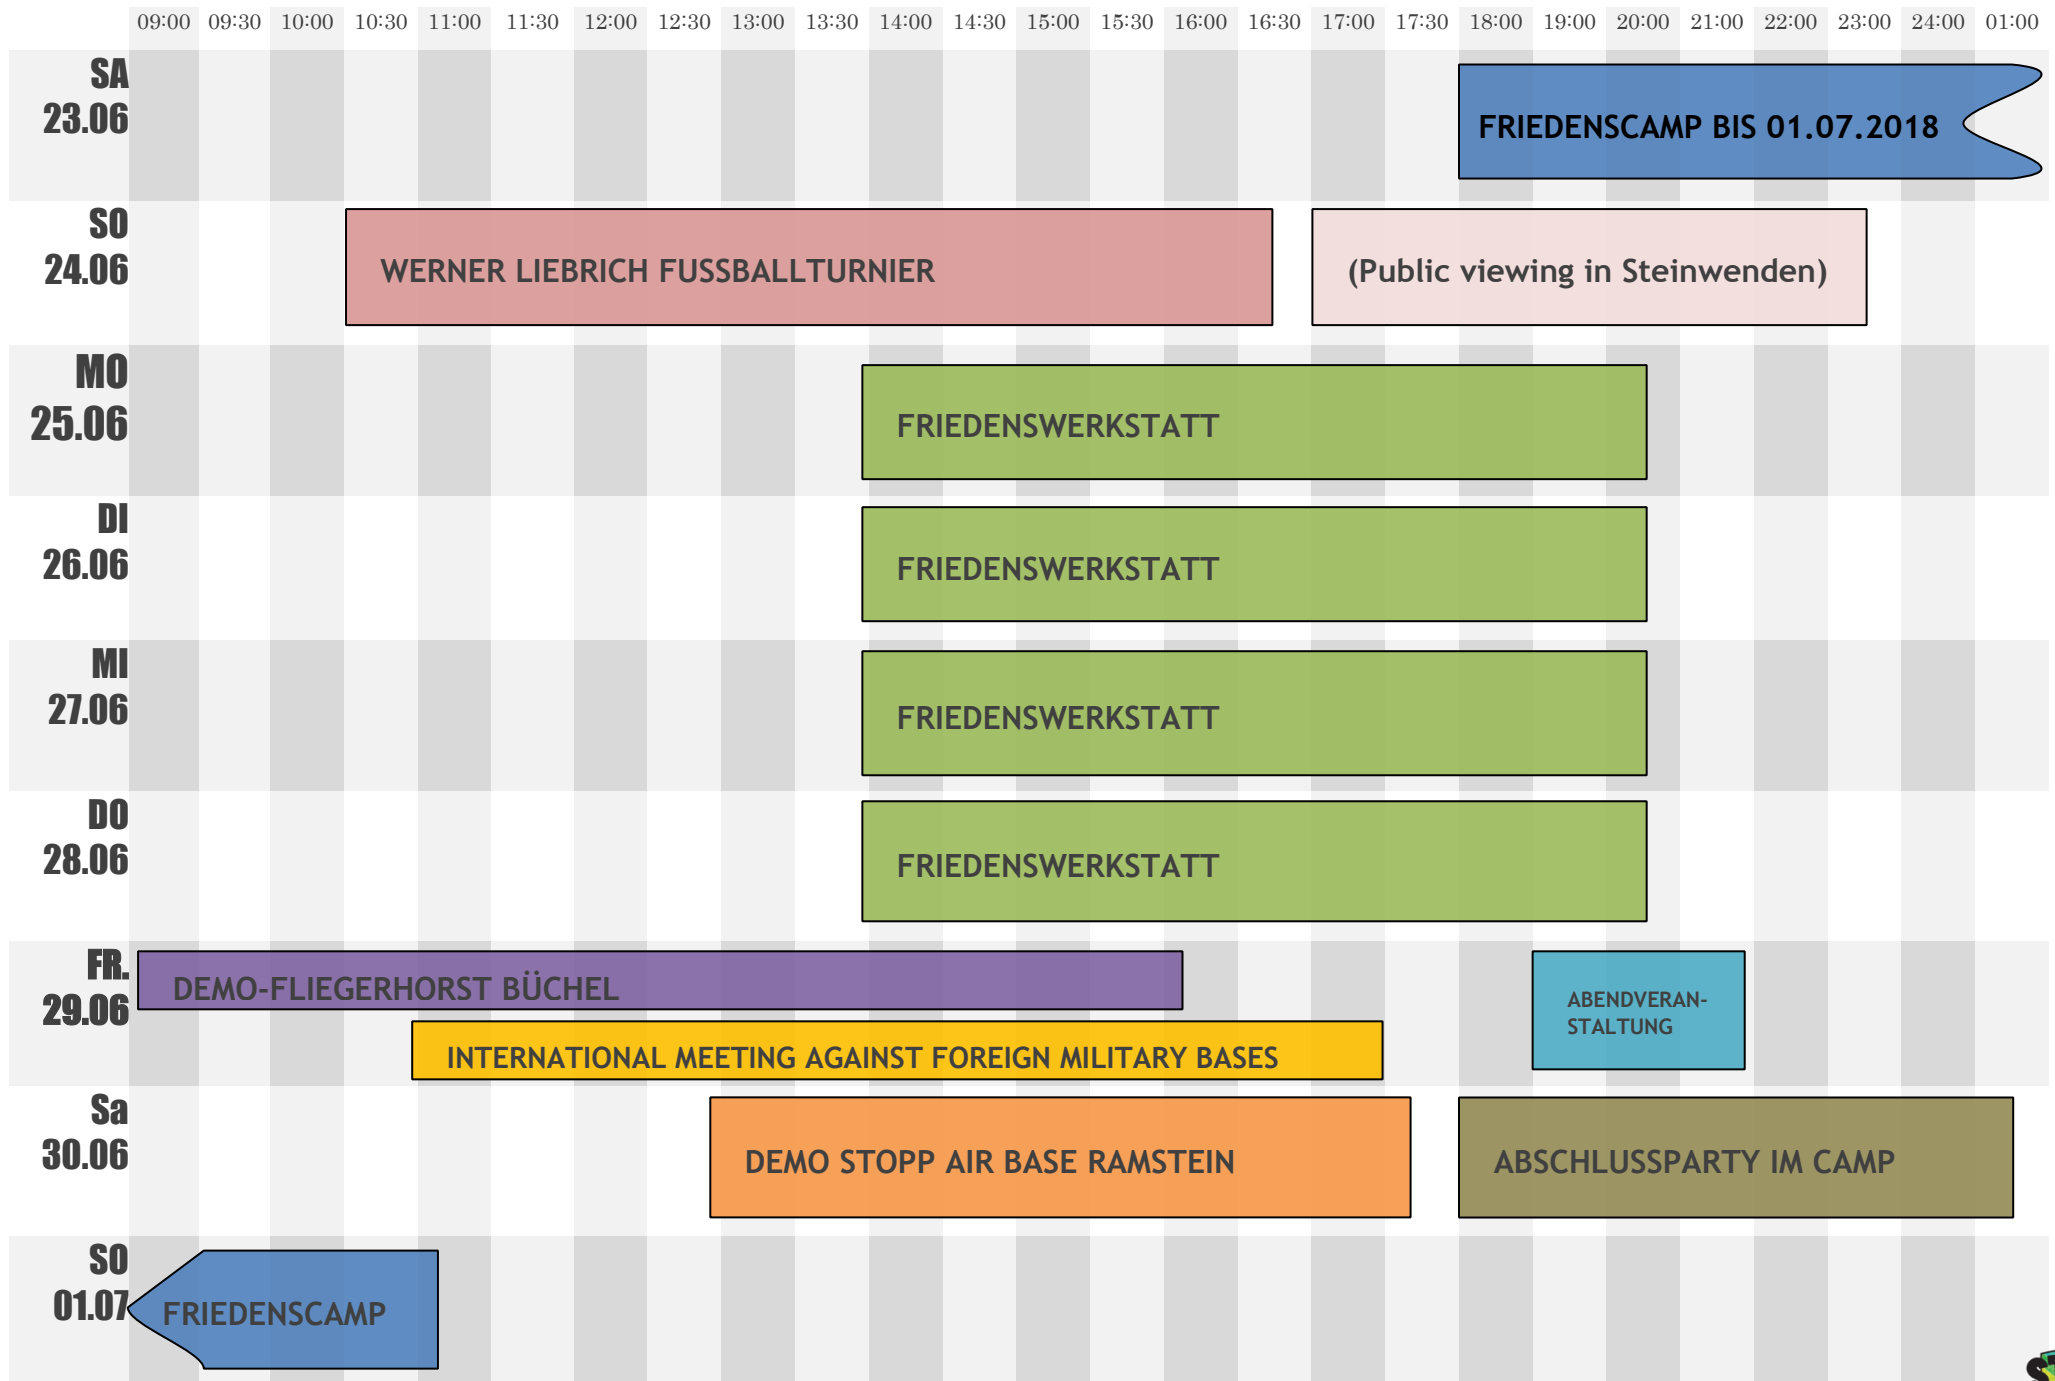 09:00 09:30 10:00 10:30 11:00 11:30 12:00 12:30 13:00 13:30 14:00 14:30 15:00 15:30 16:00 16:30 17:00 17:30 18:00 19:00 20:00 21:00 22:00 23:00 24:00 01:00
SA
23.06
FRIEDENSCAMP BIS 01.07.2018
SO
24.06
WERNER LIEBRICH FUSSBALLTURNIER
(Public viewing in Steinwenden)
MO
25.06
FRIEDENSWERKSTATT
DI
26.06
FRIEDENSWERKSTATT
MI
27.06
FRIEDENSWERKSTATT
DO
28.06
FRIEDENSWERKSTATT
FR.
29.06
DEMO-FLIEGERHORST BÜCHEL
INTERNATIONAL MEETING AGAINST FOREIGN MILITARY BASES
ABENDVERAN-
STALTUNG
Sa
30.06
DEMO STOPP AIR BASE RAMSTEIN
ABSCHLUSSPARTY IM CAMP
SO
01.07
FRIEDENSCAMP